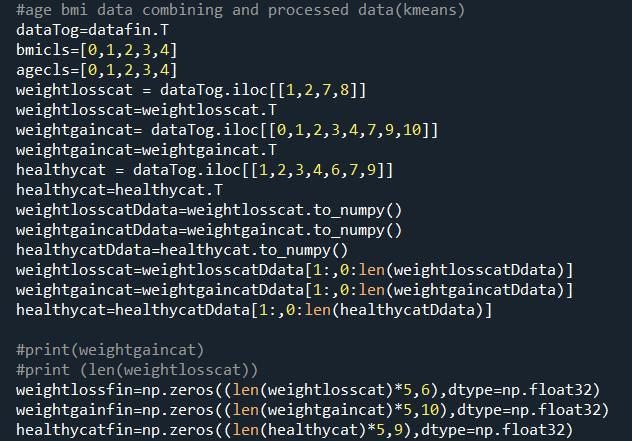 #age bmi data combining and processed data(kmeans)
dataTog=datafin.T
bmicls=[0,1,2,3,4]
agecls=[0,1,2,3,4]
weightlosscat = dataTog.iloc[[1,2,7,8]]
weightlosscat=weightlosscat.T
weightgaincat= dataTog.iloc[[0,1,2,3,4,7,9,10]]
weightgaincat=weightgaincat.T
healthycat = dataTog.iloc[[1,2,3,4,6,7,9]]
healthycat=healthycat.T
weightlosscatDdata=weightlosscat.to_numpy()
weightgaincatDdata=weightgaincat.to_numpy()
healthycatDdata=healthycat.to_numpy()
weightlosscat=weightlosscatDdata[1:,0:len(weightlosscatDdata)]
weightgaincat=weightgaincatDdata[1:,0:len(weightgaincatDdata)]
healthycat=healthycatDdata[1:,0:len(healthycatDdata)]
#print(weightgaincat)
#print (len(weightlosscat))
weightlossfin=np.zeros((len(weightlosscat)*5,6),dtype=np.float32)
weightgainfin=np.zeros((len(weightgaincat)*5,10),dtype=np.float32)
healthycatfin=np.zeros((len(healthycat)*5,9),dtype=np.float32)